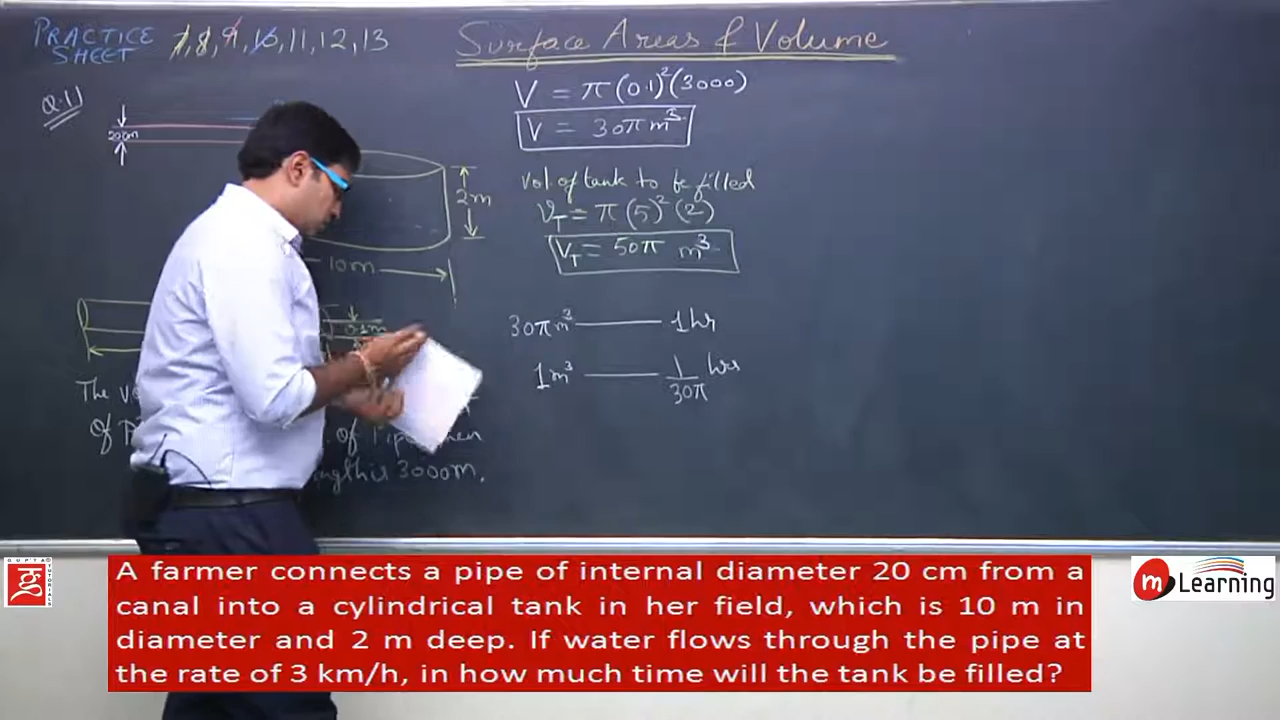 PRACTICE SHEET 7, 8, 9, 10, 11, 12, 13
Surface Areas & Volume
Q.1)
20cm
2m
10m
0.1m
The
of
of Pipe when
length is 3000m.
V = π(0.1)²(3000)
V = 30π m³
Vol. of tank to be filled
V_T = π(5)²(2)
V_T = 50π m³
30π m³ — 1 hr
1 m³ — 1/30π hrs
GUPTA TUTORIALS
A farmer connects a pipe of internal diameter 20 cm from a
canal into a cylindrical tank in her field, which is 10 m in
diameter and 2 m deep. If water flows through the pipe at
the rate of 3 km/h, in how much time will the tank be filled?
m Learning